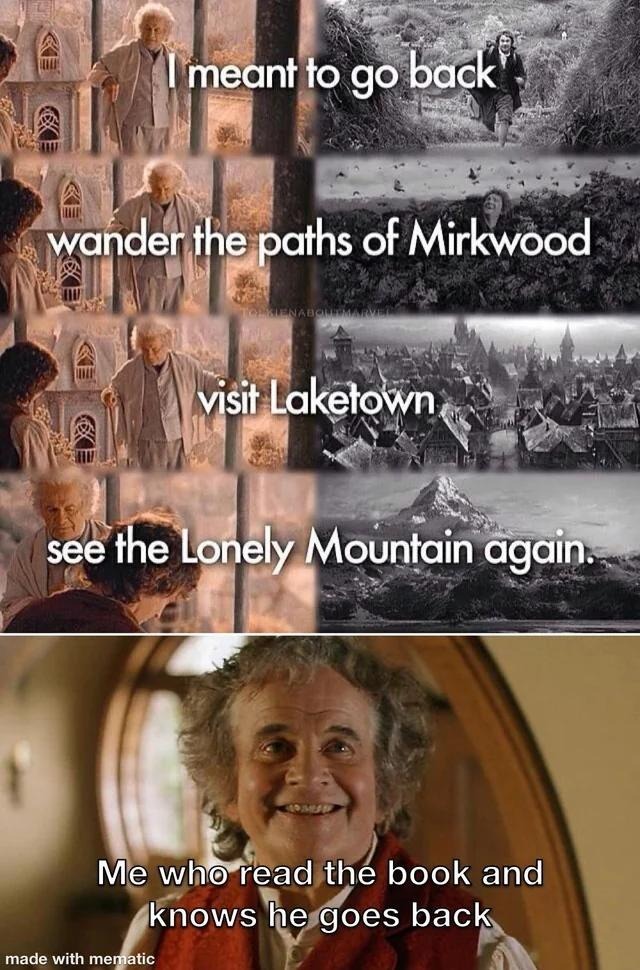 I meant to go back
wander the paths of Mirkwood
TOLKIENABOUTMARVEL
visit Laketown
see the Lonely Mountain again.
Me who read the book and
knows he goes back
made with mematic